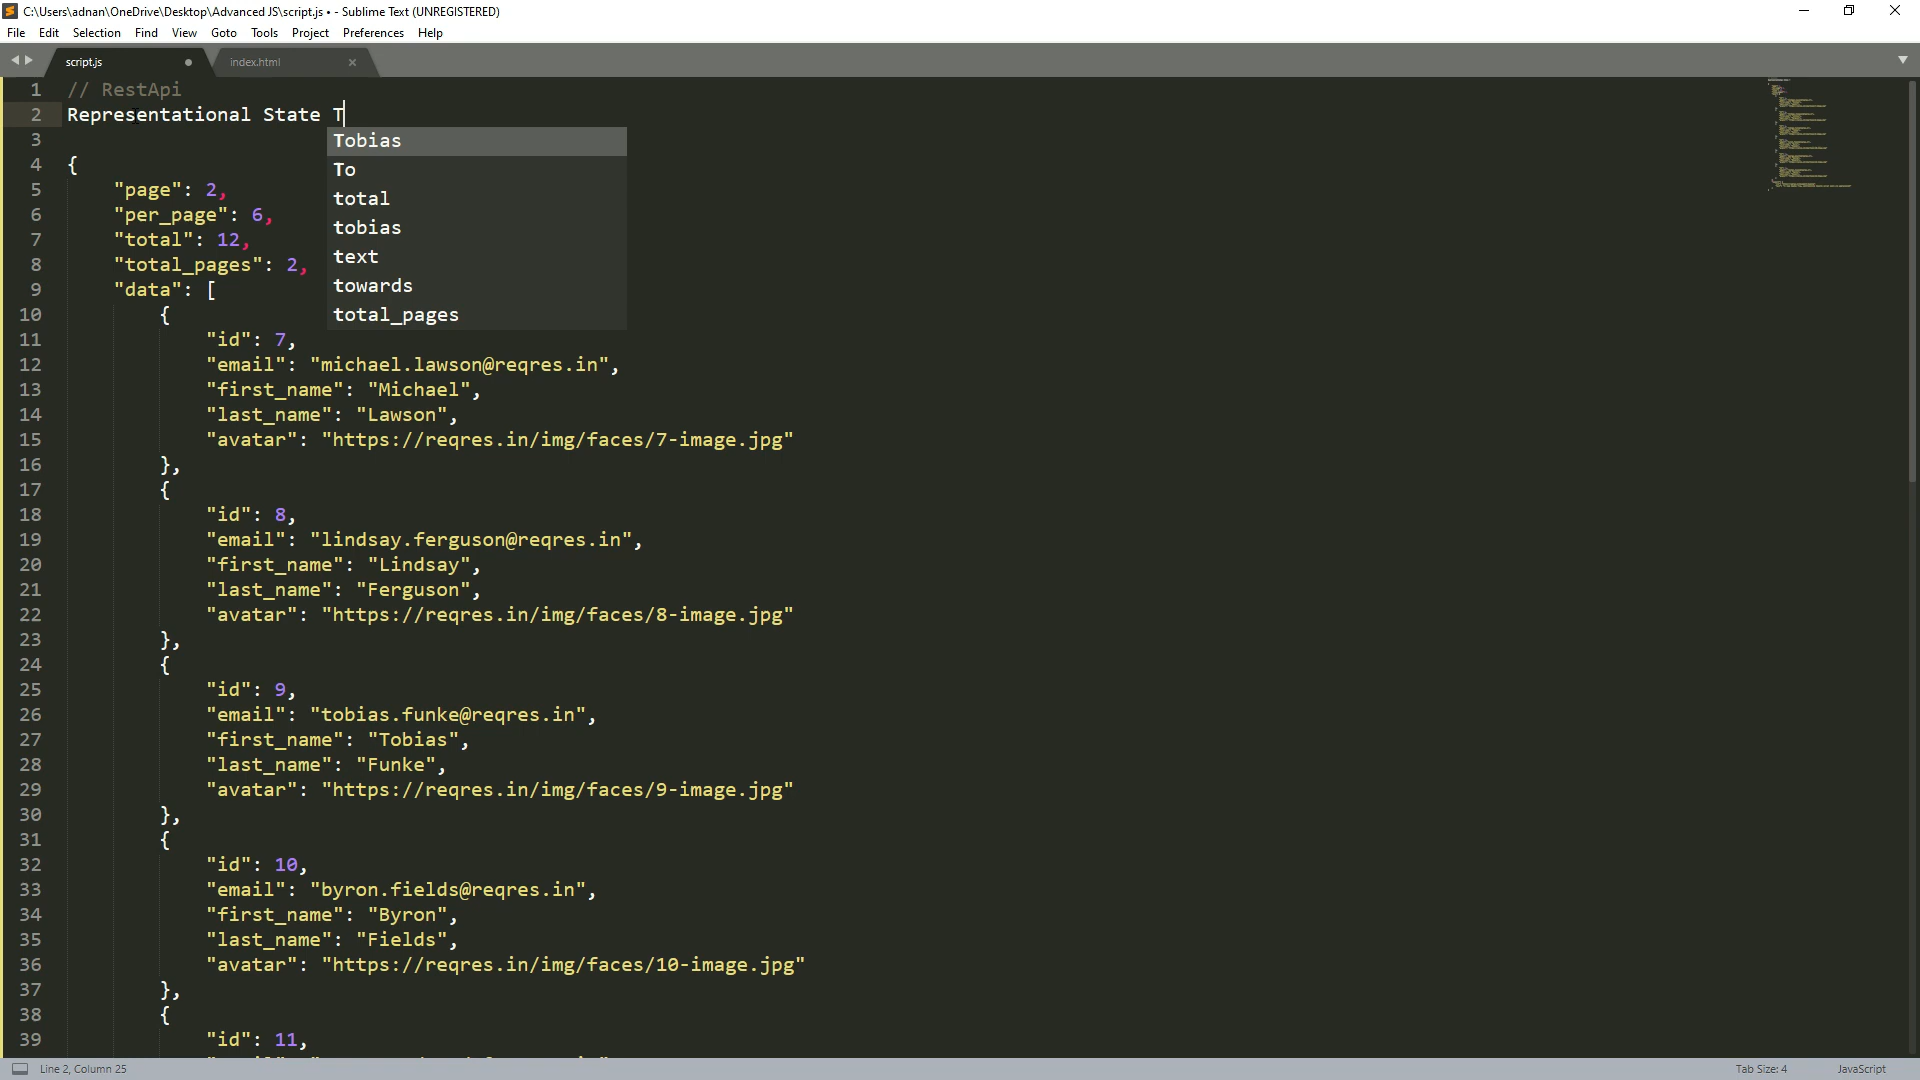 C:\Users\adnan\OneDrive\Desktop\Advanced JS\script.js • - Sublime Text (UNREGISTERED)
File Edit Selection Find View Goto Tools Project Preferences Help
script.js index.html
1 // RestApi
2 Representational State T
3 Tobias
To
4 {
5 "page": 2, total
6 "per_page": 6, tobias
7 "total": 12, text
8 "total_pages": 2, towards
9 "data": [ total_pages
10 {
11 "id": 7,
12 "email": "michael.lawson@reqres.in",
13 "first_name": "Michael",
14 "last_name": "Lawson",
15 "avatar": "https://reqres.in/img/faces/7-image.jpg"
16 },
17 {
18 "id": 8,
19 "email": "lindsay.ferguson@reqres.in",
20 "first_name": "Lindsay",
21 "last_name": "Ferguson",
22 "avatar": "https://reqres.in/img/faces/8-image.jpg"
23 },
24 {
25 "id": 9,
26 "email": "tobias.funke@reqres.in",
27 "first_name": "Tobias",
28 "last_name": "Funke",
29 "avatar": "https://reqres.in/img/faces/9-image.jpg"
30 },
31 {
32 "id": 10,
33 "email": "byron.fields@reqres.in",
34 "first_name": "Byron",
35 "last_name": "Fields",
36 "avatar": "https://reqres.in/img/faces/10-image.jpg"
37 },
38 {
39 "id": 11,
Line 2, Column 25 Tab Size: 4 JavaScript